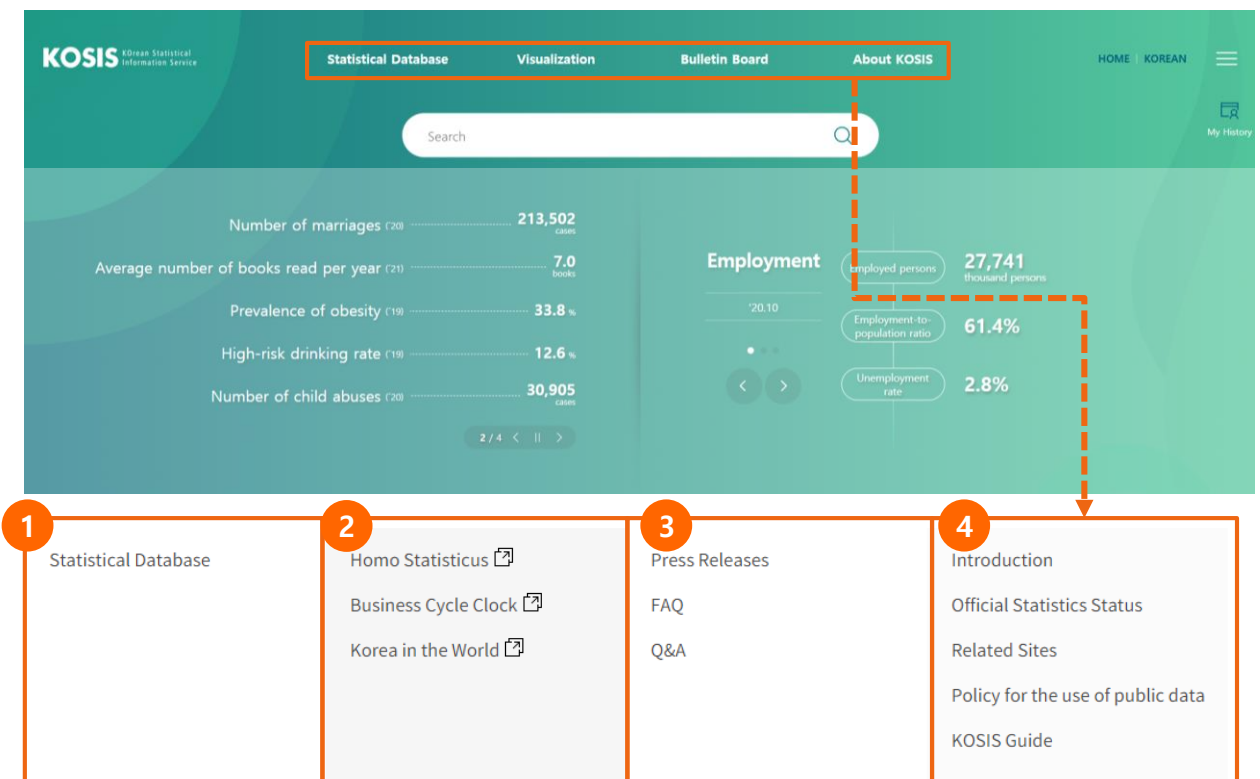 KOSIS KOrean Statistical
Information Service
Statistical Database Visualization Bulletin Board About KOSIS
HOME | KOREAN
My History
Search
Number of marriages ('20) 213,502
cases
Average number of books read per year ('21) 7.0
books
Prevalence of obesity ('19) 33.8 %
High-risk drinking rate ('19) 12.6 %
Number of child abuses ('20) 30,905
cases
2 / 4
Employment
'20.10
Employed persons 27,741
thousand persons
Employment-to-
population ratio 61.4%
Unemployment
rate 2.8%
1
Statistical Database
2
Homo Statisticus
Business Cycle Clock
Korea in the World
3
Press Releases
FAQ
Q&A
4
Introduction
Official Statistics Status
Related Sites
Policy for the use of public data
KOSIS Guide